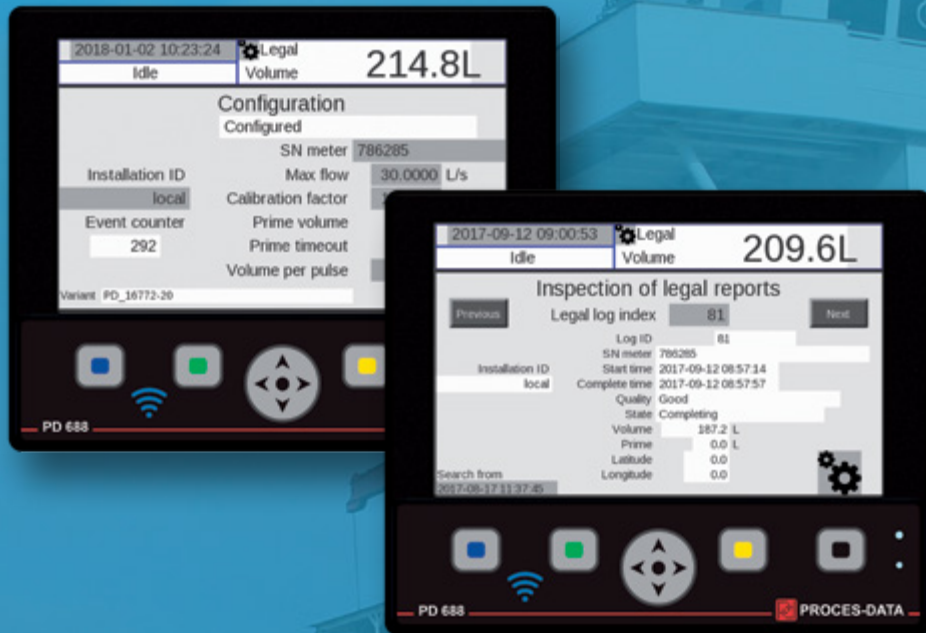 2018-01-02 10:23:24
Legal
Idle
Volume
214.8L
Configuration
Configured
SN meter 786285
Installation ID
Max flow 30.0000 L/s
local
Calibration factor
Event counter
Prime volume
292
Prime timeout
Volume per pulse
Variant PD_16772-20
PD 688
2017-09-12 09:00:53
Legal
Idle
Volume
209.6L
Inspection of legal reports
Previous
Legal log index 81
Next
Log ID 81
SN meter 786285
Installation ID
Start time 2017-09-12 08:57:14
local
Complete time 2017-09-12 08:57:57
Quality Good
State Completing
Volume 187.2 L
Prime 0.0 L
Latitude 0.0
Search from
Longitude 0.0
2017-08-17 11:37:45
PD 688
PROCES-DATA